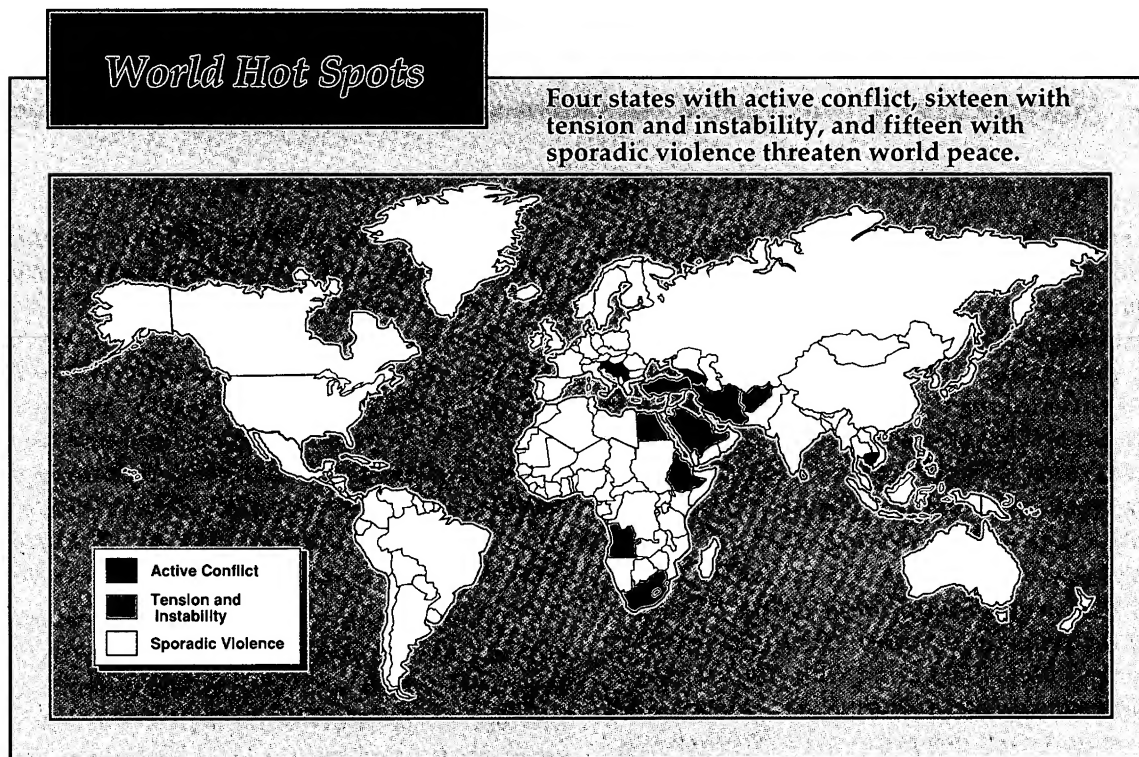 World Hot Spots
Four states with active conflict, sixteen with
tension and instability, and fifteen with
sporadic violence threaten world peace.
Active Conflict
Tension and
Instability
Sporadic Violence